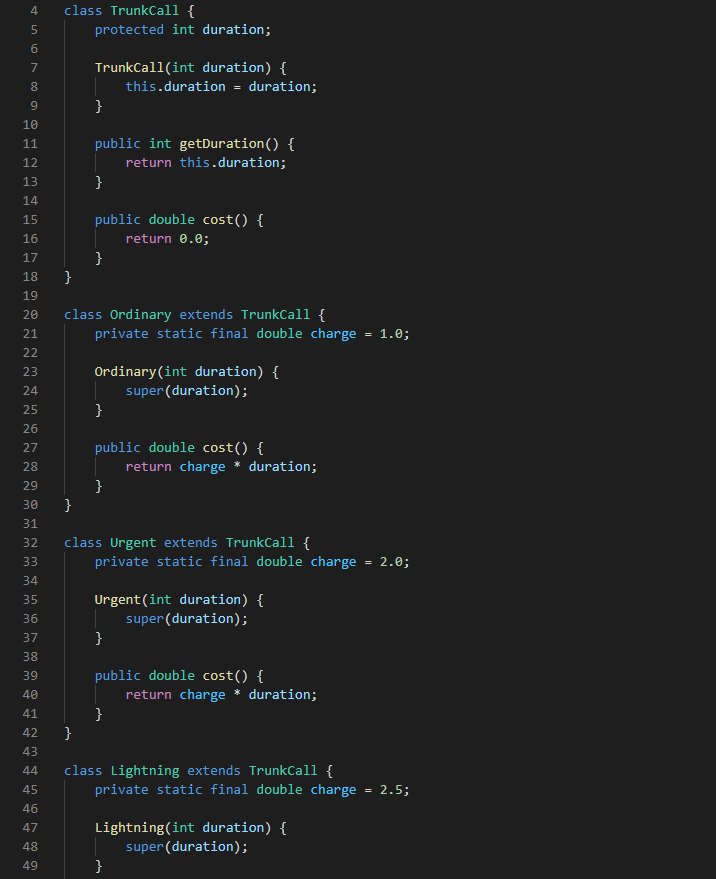 4 class TrunkCall {
5     protected int duration;
6
7     TrunkCall(int duration) {
8         this.duration = duration;
9     }
10
11     public int getDuration() {
12         return this.duration;
13     }
14
15     public double cost() {
16         return 0.0;
17     }
18 }
19
20 class Ordinary extends TrunkCall {
21     private static final double charge = 1.0;
22
23     Ordinary(int duration) {
24         super(duration);
25     }
26
27     public double cost() {
28         return charge * duration;
29     }
30 }
31
32 class Urgent extends TrunkCall {
33     private static final double charge = 2.0;
34
35     Urgent(int duration) {
36         super(duration);
37     }
38
39     public double cost() {
40         return charge * duration;
41     }
42 }
43
44 class Lightning extends TrunkCall {
45     private static final double charge = 2.5;
46
47     Lightning(int duration) {
48         super(duration);
49     }